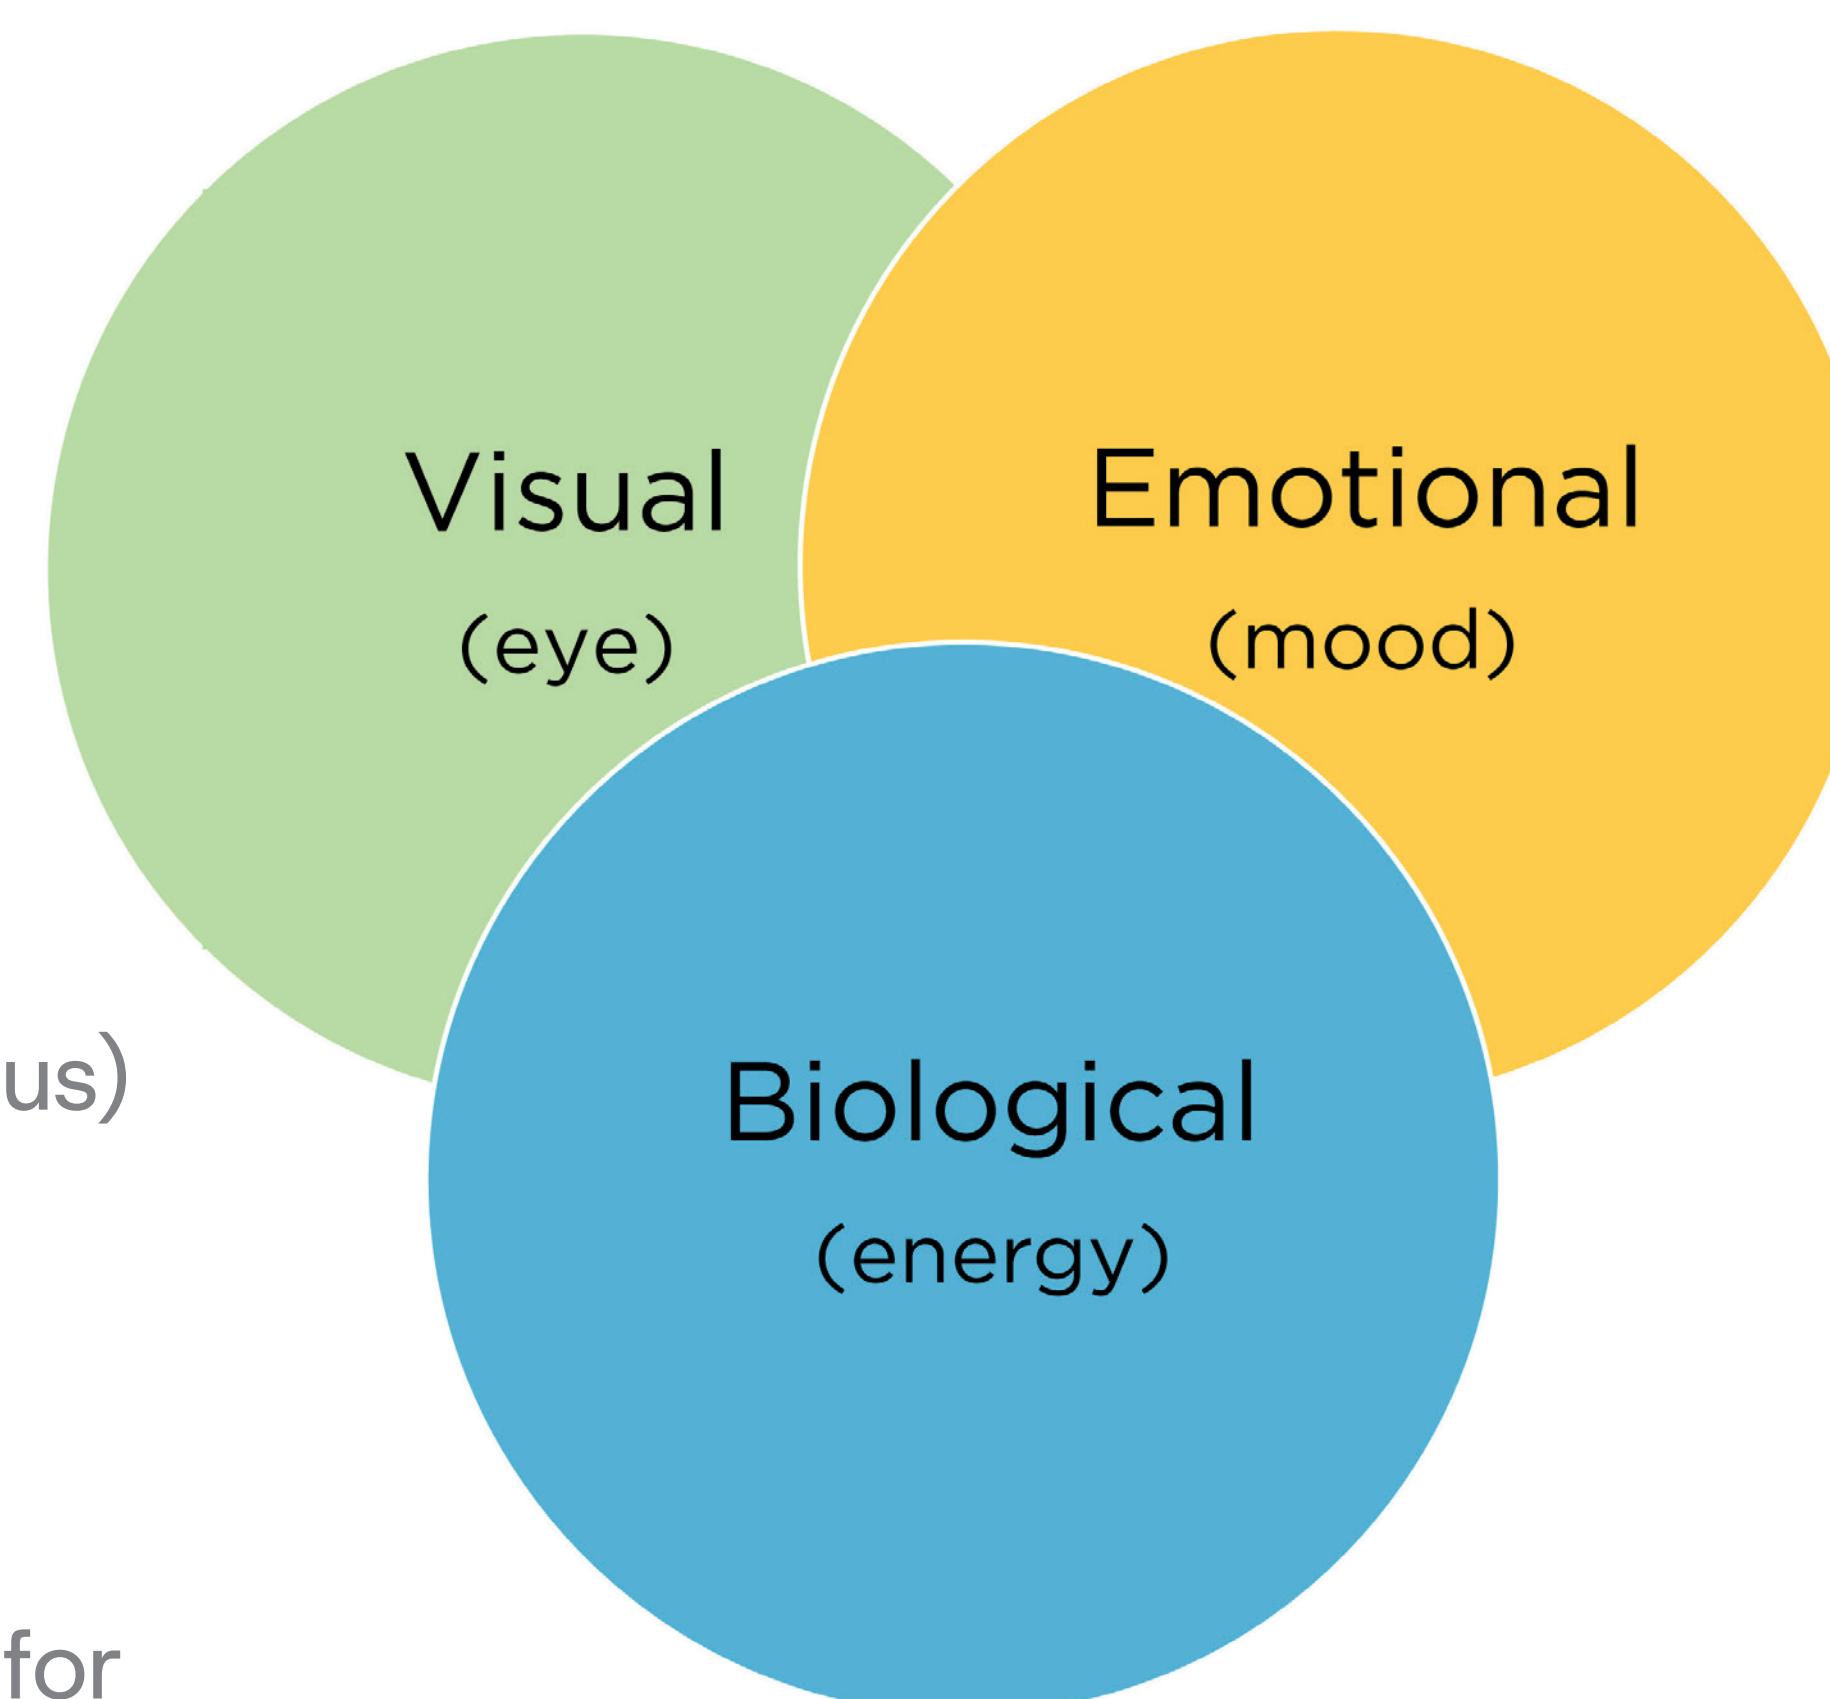 Visual
(eye)
Emotional
(mood)
us)
Biological
(energy)
for